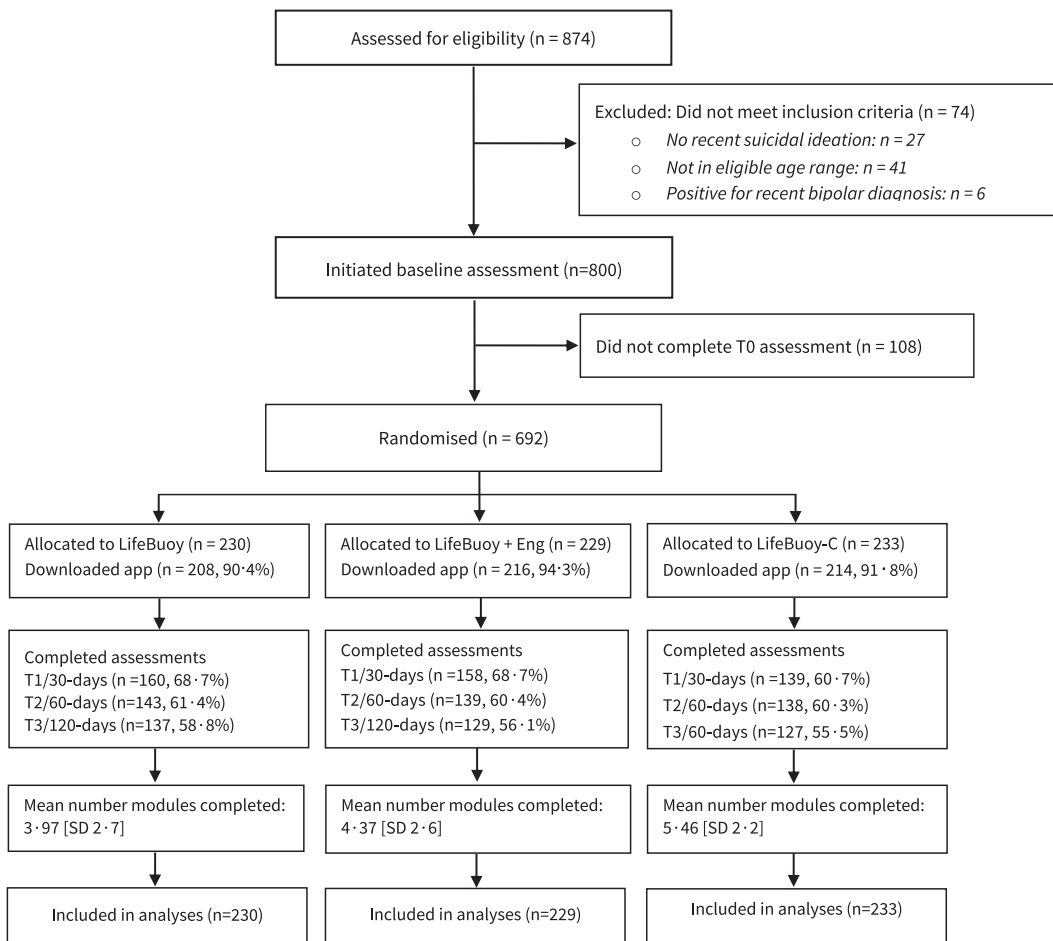 Assessed for eligibility (n = 874)
Excluded: Did not meet inclusion criteria (n = 74)
o No recent suicidal ideation: n = 27
o Not in eligible age range: n = 41
o Positive for recent bipolar diagnosis: n = 6
Initiated baseline assessment (n=800)
Did not complete T0 assessment (n = 108)
Randomised (n = 692)
Allocated to LifeBuoy (n = 230)
Downloaded app (n = 208, 90·4%)
Allocated to LifeBuoy + Eng (n = 229)
Downloaded app (n = 216, 94·3%)
Allocated to LifeBuoy-C (n = 233)
Downloaded app (n = 214, 91·8%)
Completed assessments
T1/30-days (n =160, 68·7%)
T2/60-days (n=143, 61·4%)
T3/120-days (n=137, 58·8%)
Completed assessments
T1/30-days (n=158, 68·7%)
T2/60-days (n=139, 60·4%)
T3/120-days (n=129, 56·1%)
Completed assessments
T1/30-days (n=139, 60·7%)
T2/60-days (n=138, 60·3%)
T3/60-days (n=127, 55·5%)
Mean number modules completed:
3·97 [SD 2·7]
Mean number modules completed:
4·37 [SD 2·6]
Mean number modules completed:
5·46 [SD 2·2]
Included in analyses (n=230)
Included in analyses (n=229)
Included in analyses (n=233)